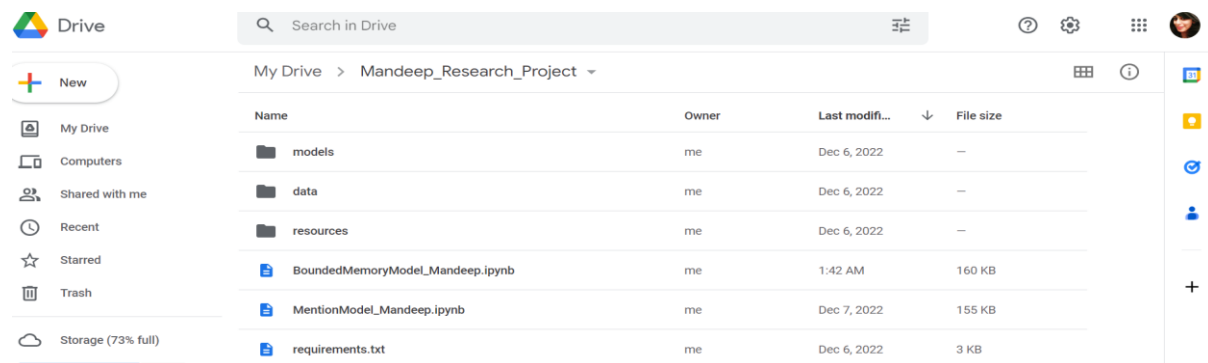 Drive
Search in Drive
New
My Drive > Mandeep_Research_Project
31
Name Owner Last modifi... File size
My Drive
Computers
Shared with me
Recent
Starred
Trash
Storage (73% full)
models me Dec 6, 2022 —
data me Dec 6, 2022 —
resources me Dec 6, 2022 —
BoundedMemoryModel_Mandeep.ipynb me 1:42 AM 160 KB
MentionModel_Mandeep.ipynb me Dec 7, 2022 155 KB
requirements.txt me Dec 6, 2022 3 KB